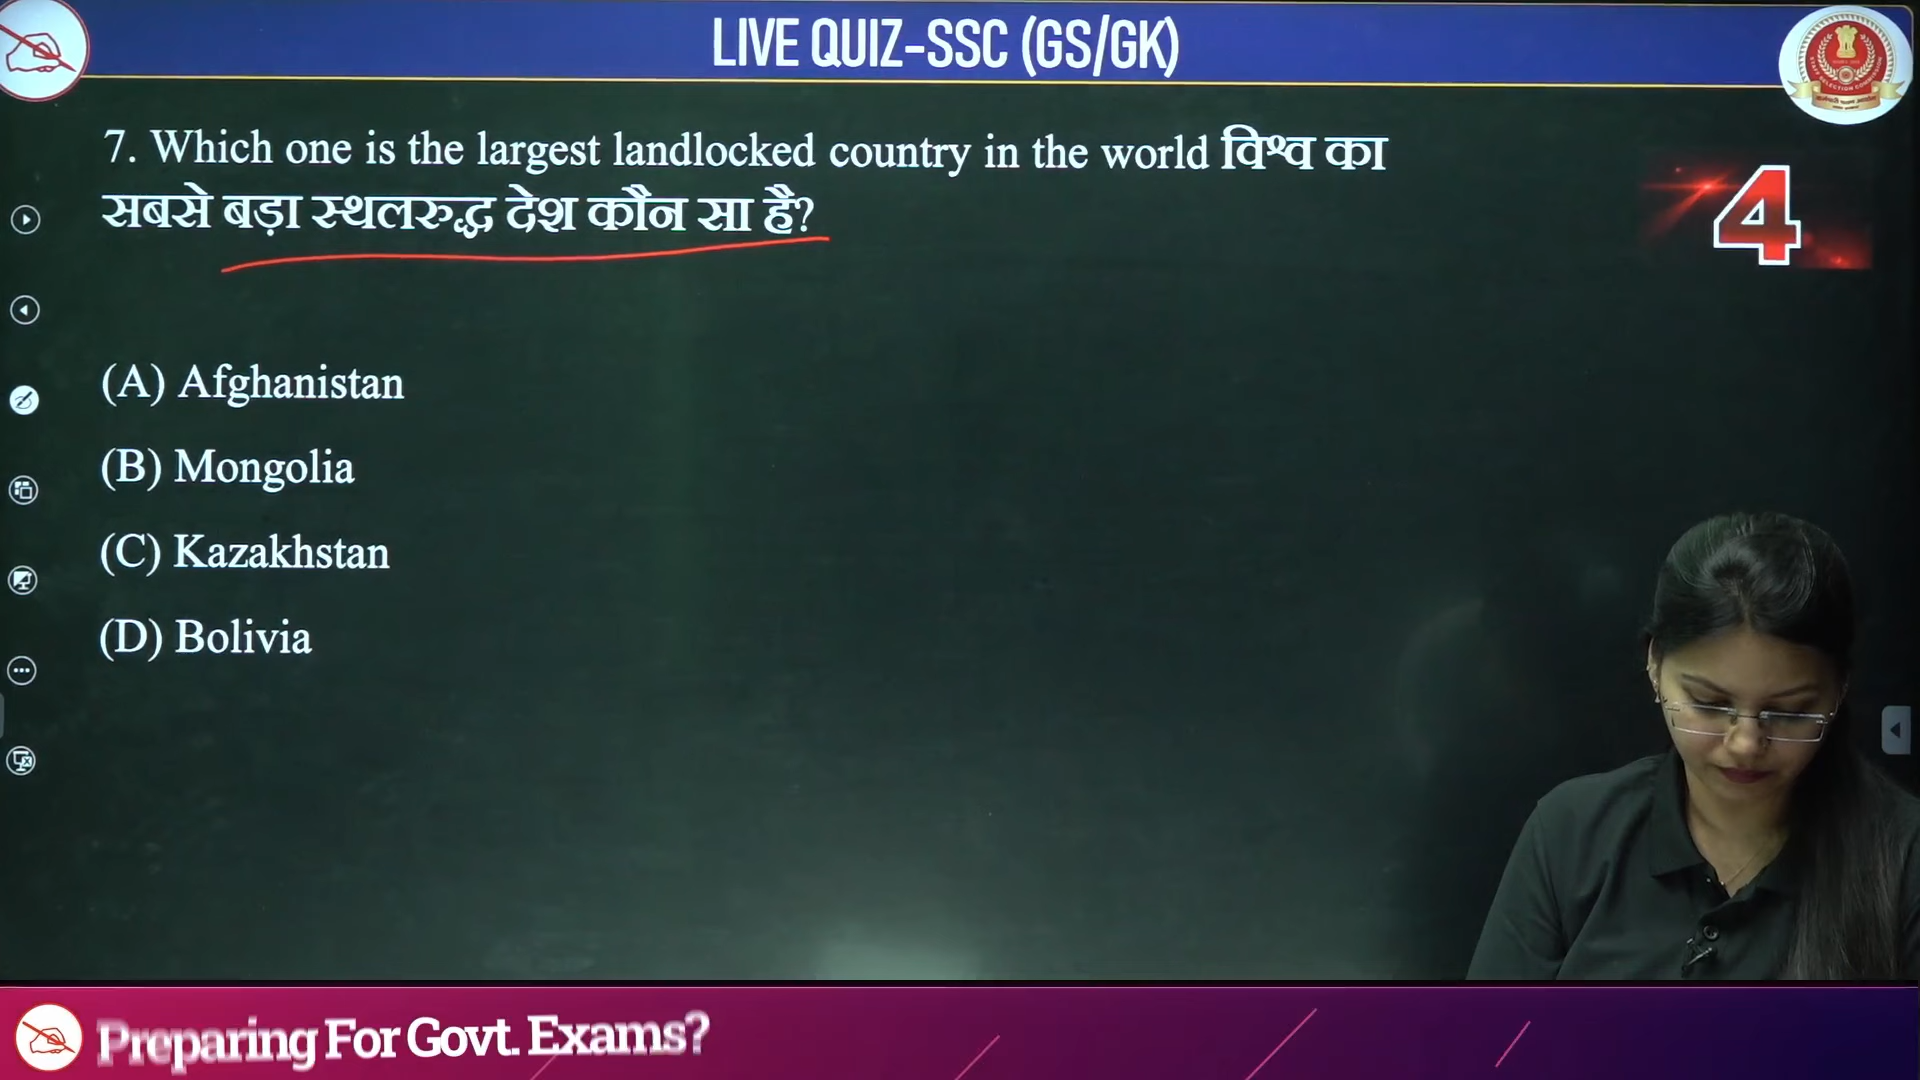 LIVE QUIZ-SSC (GS/GK)
7. Which one is the largest landlocked country in the world विश्व का
सबसे बड़ा स्थलरुद्ध देश कौन सा है?
4
(A) Afghanistan
(B) Mongolia
(C) Kazakhstan
(D) Bolivia
Preparing For Govt. Exams?